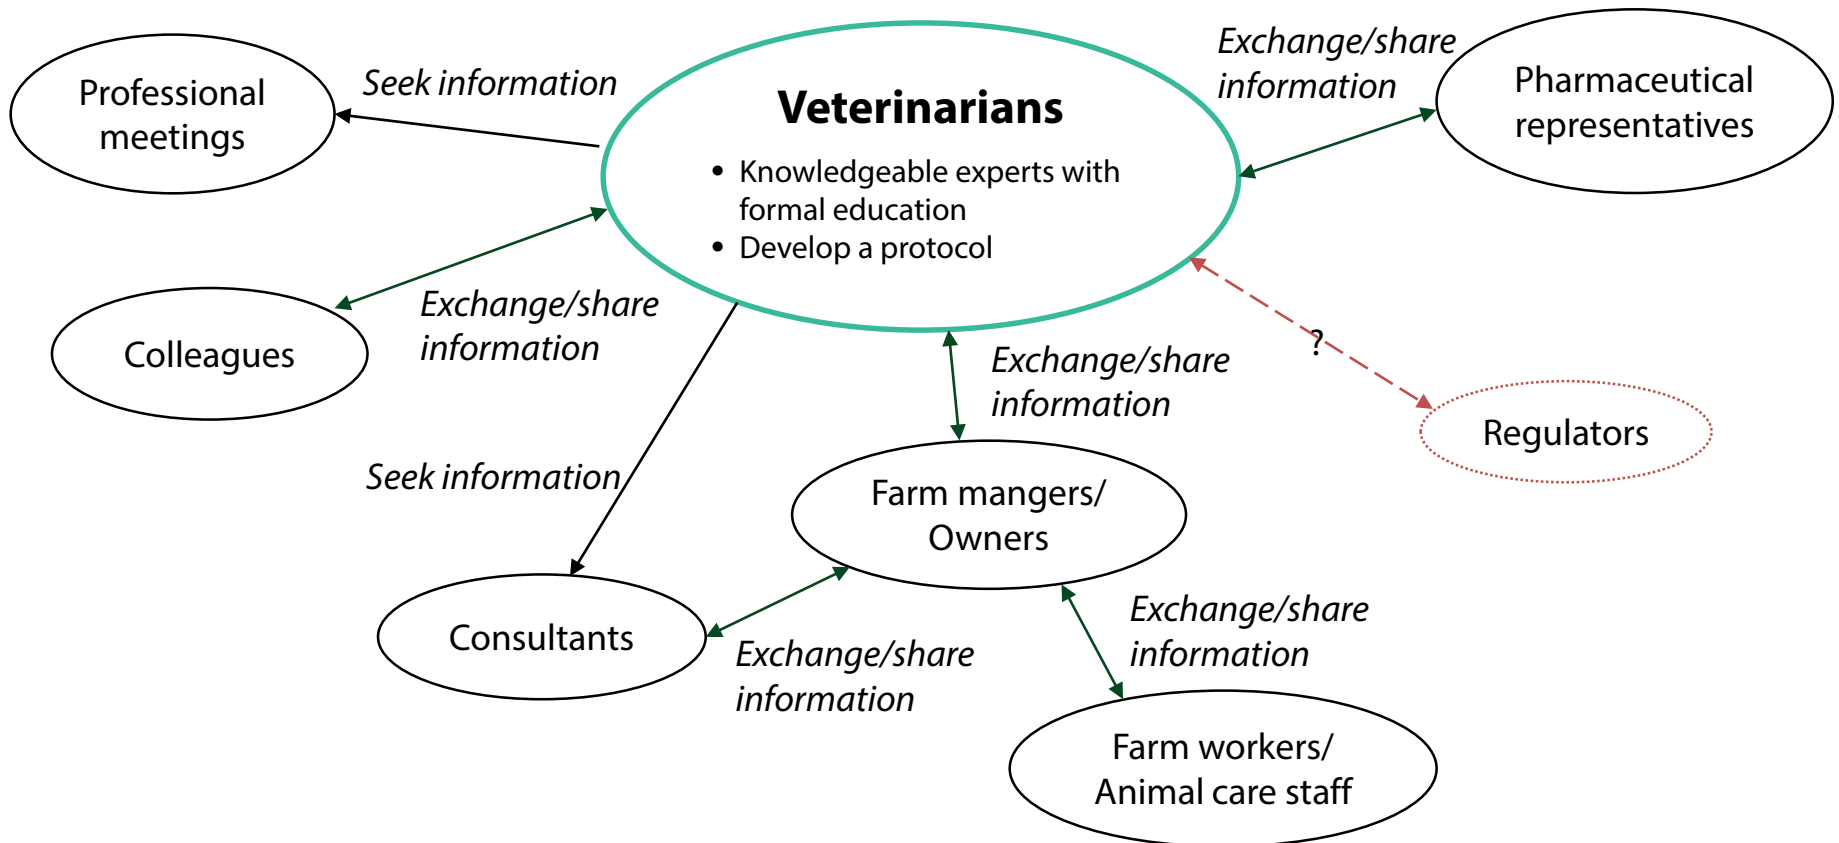 Professional
meetings
Seek information
Veterinarians
• Knowledgeable experts with
formal education
• Develop a protocol
Exchange/share
information
Pharmaceutical
representatives
Colleagues
Exchange/share
information
Exchange/share
information
?
Regulators
Seek information
Farm mangers/
Owners
Consultants
Exchange/share
information
Exchange/share
information
Farm workers/
Animal care staff